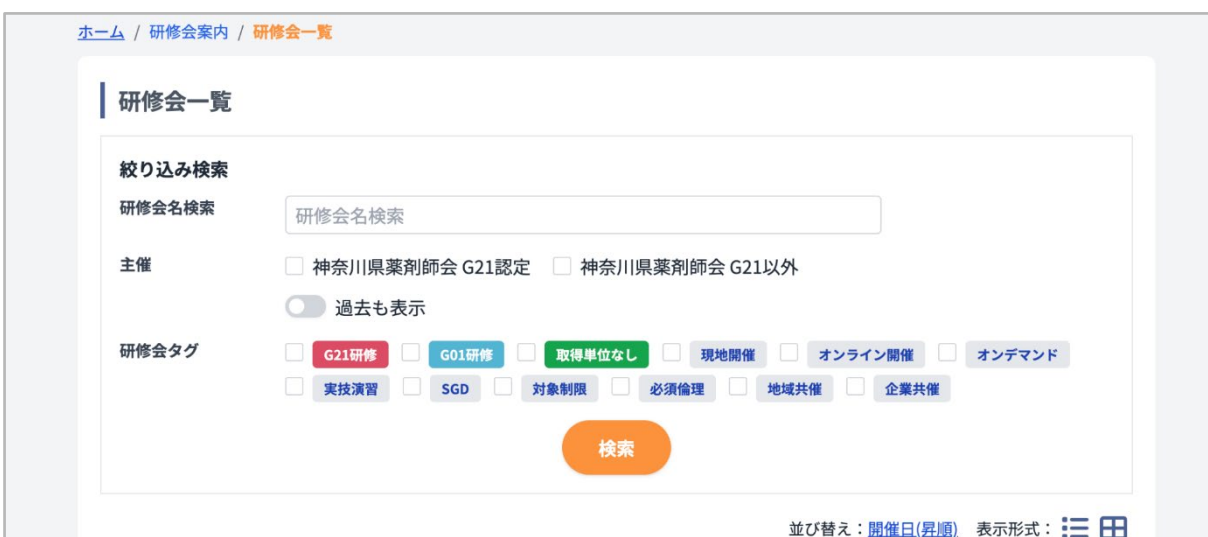 ホーム / 研修会案内 / 研修会一覧
研修会一覧
絞り込み検索
研修会名検索 研修会名検索
主催 神奈川県薬剤師会 G21認定 神奈川県薬剤師会 G21以外
過去も表示
研修会タグ G21研修 G01研修 取得単位なし 現地開催 オンライン開催 オンデマンド
実技演習 SGD 対象制限 必須倫理 地域共催 企業共催
検索
並び替え：開催日(昇順) 表示形式：